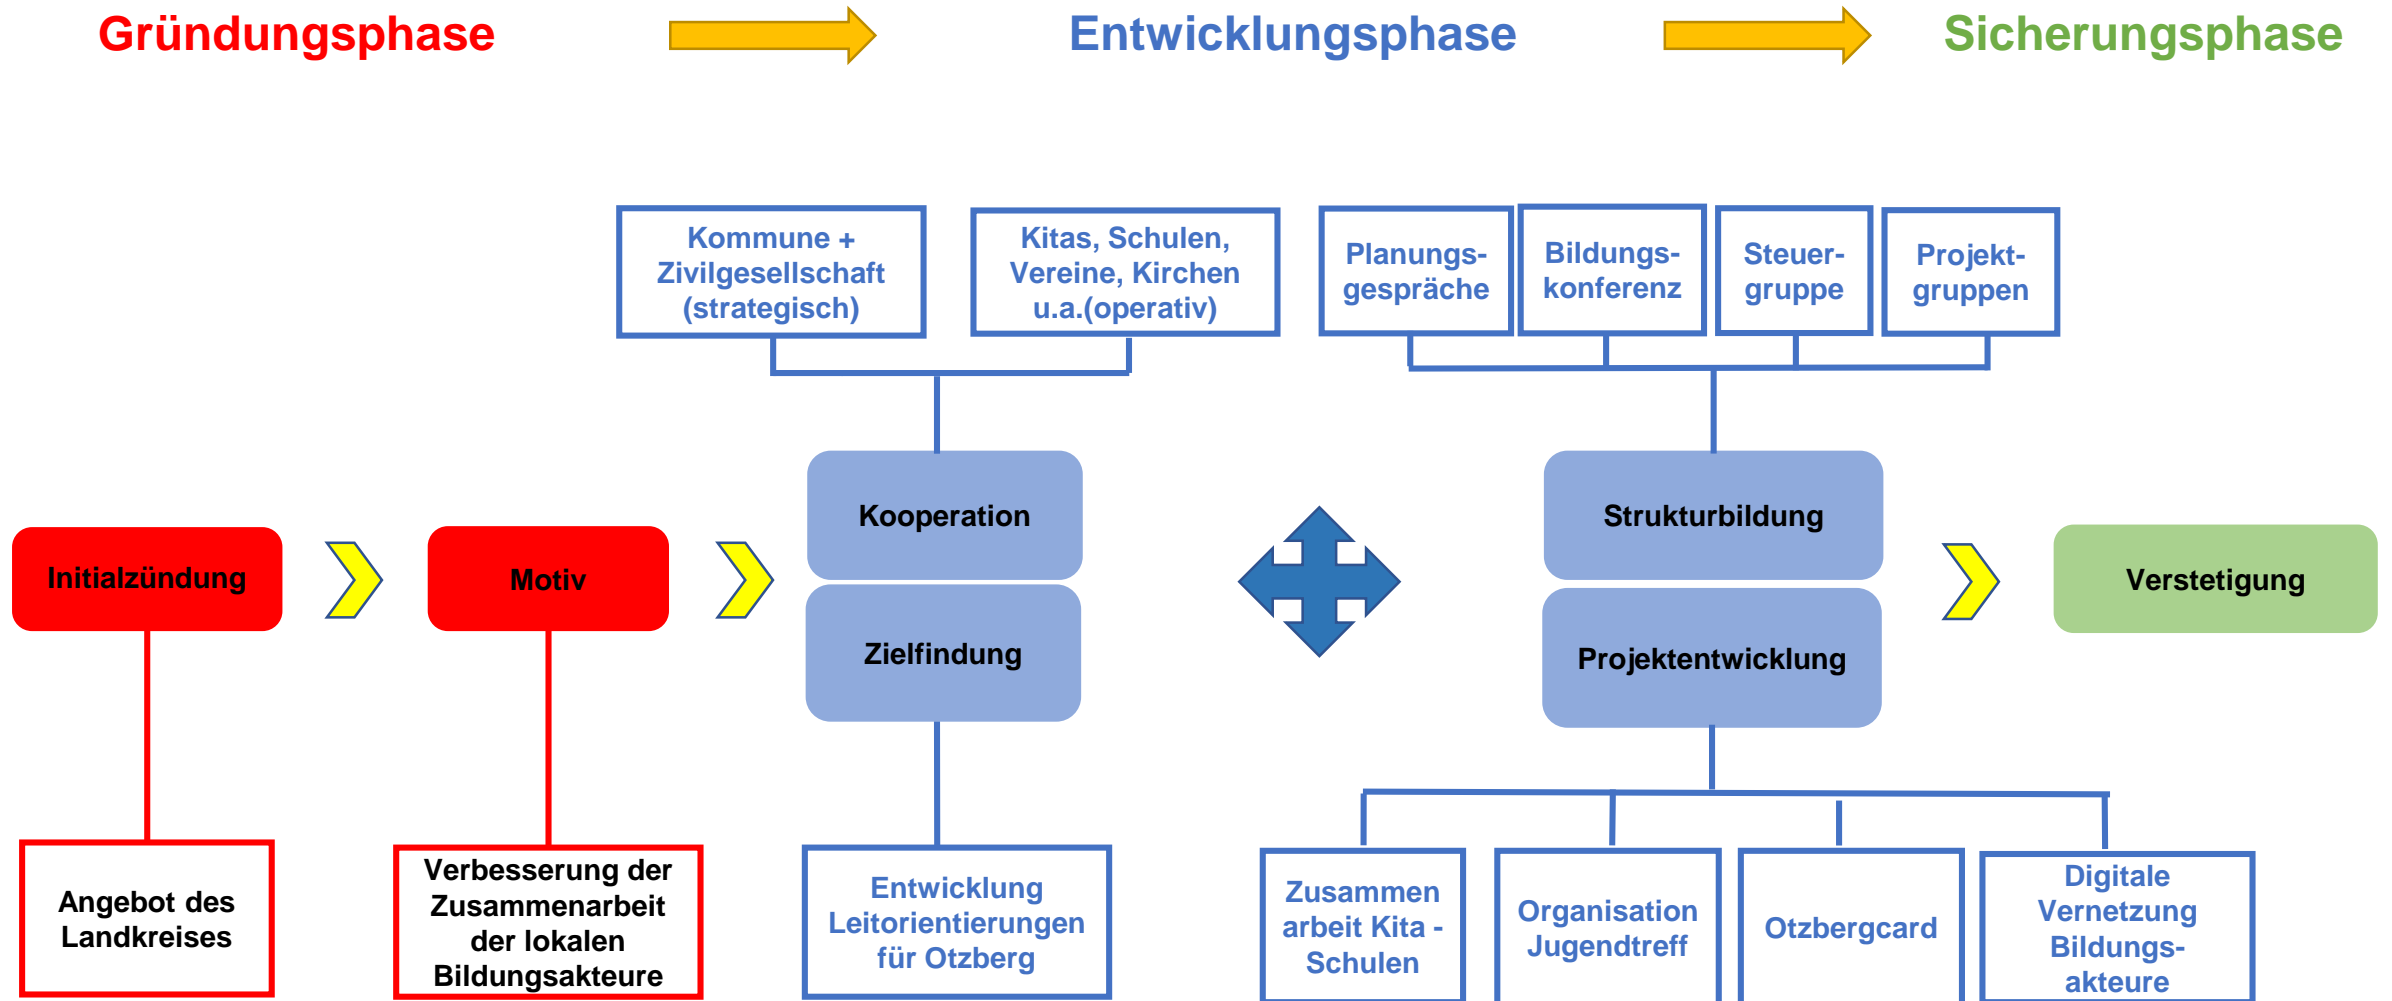 Gründungsphase
Entwicklungsphase
Sicherungsphase
Kommune +
Zivilgesellschaft
(strategisch)
Kitas, Schulen,
Vereine, Kirchen
u.a.(operativ)
Planungs-
gespräche
Bildungs-
konferenz
Steuer-
gruppe
Projekt-
gruppen
Initialzündung
Motiv
Kooperation
Zielfindung
Strukturbildung
Projektentwicklung
Verstetigung
Angebot des
Landkreises
Verbesserung der
Zusammenarbeit
der lokalen
Bildungsakteure
Entwicklung
Leitorientierungen
für Otzberg
Zusammen
arbeit Kita -
Schulen
Organisation
Jugendtreff
Otzbergcard
Digitale
Vernetzung
Bildungs-
akteure